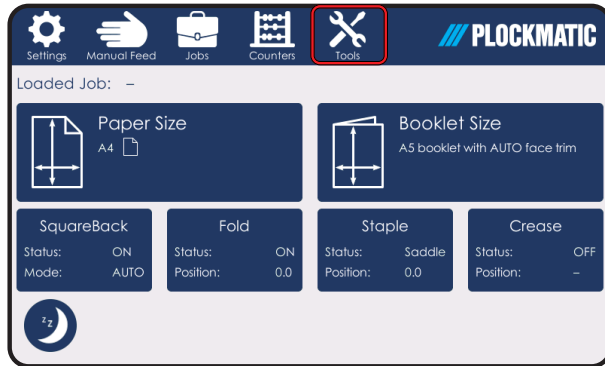 Settings Manual Feed Jobs Counters Tools PLOCKMATIC
Loaded Job: –
Paper Size
A4
Booklet Size
A5 booklet with AUTO face trim
SquareBack
Status: ON
Mode: AUTO
Fold
Status: ON
Position: 0.0
Staple
Status: Saddle
Position: 0.0
Crease
Status: OFF
Position: –
z z